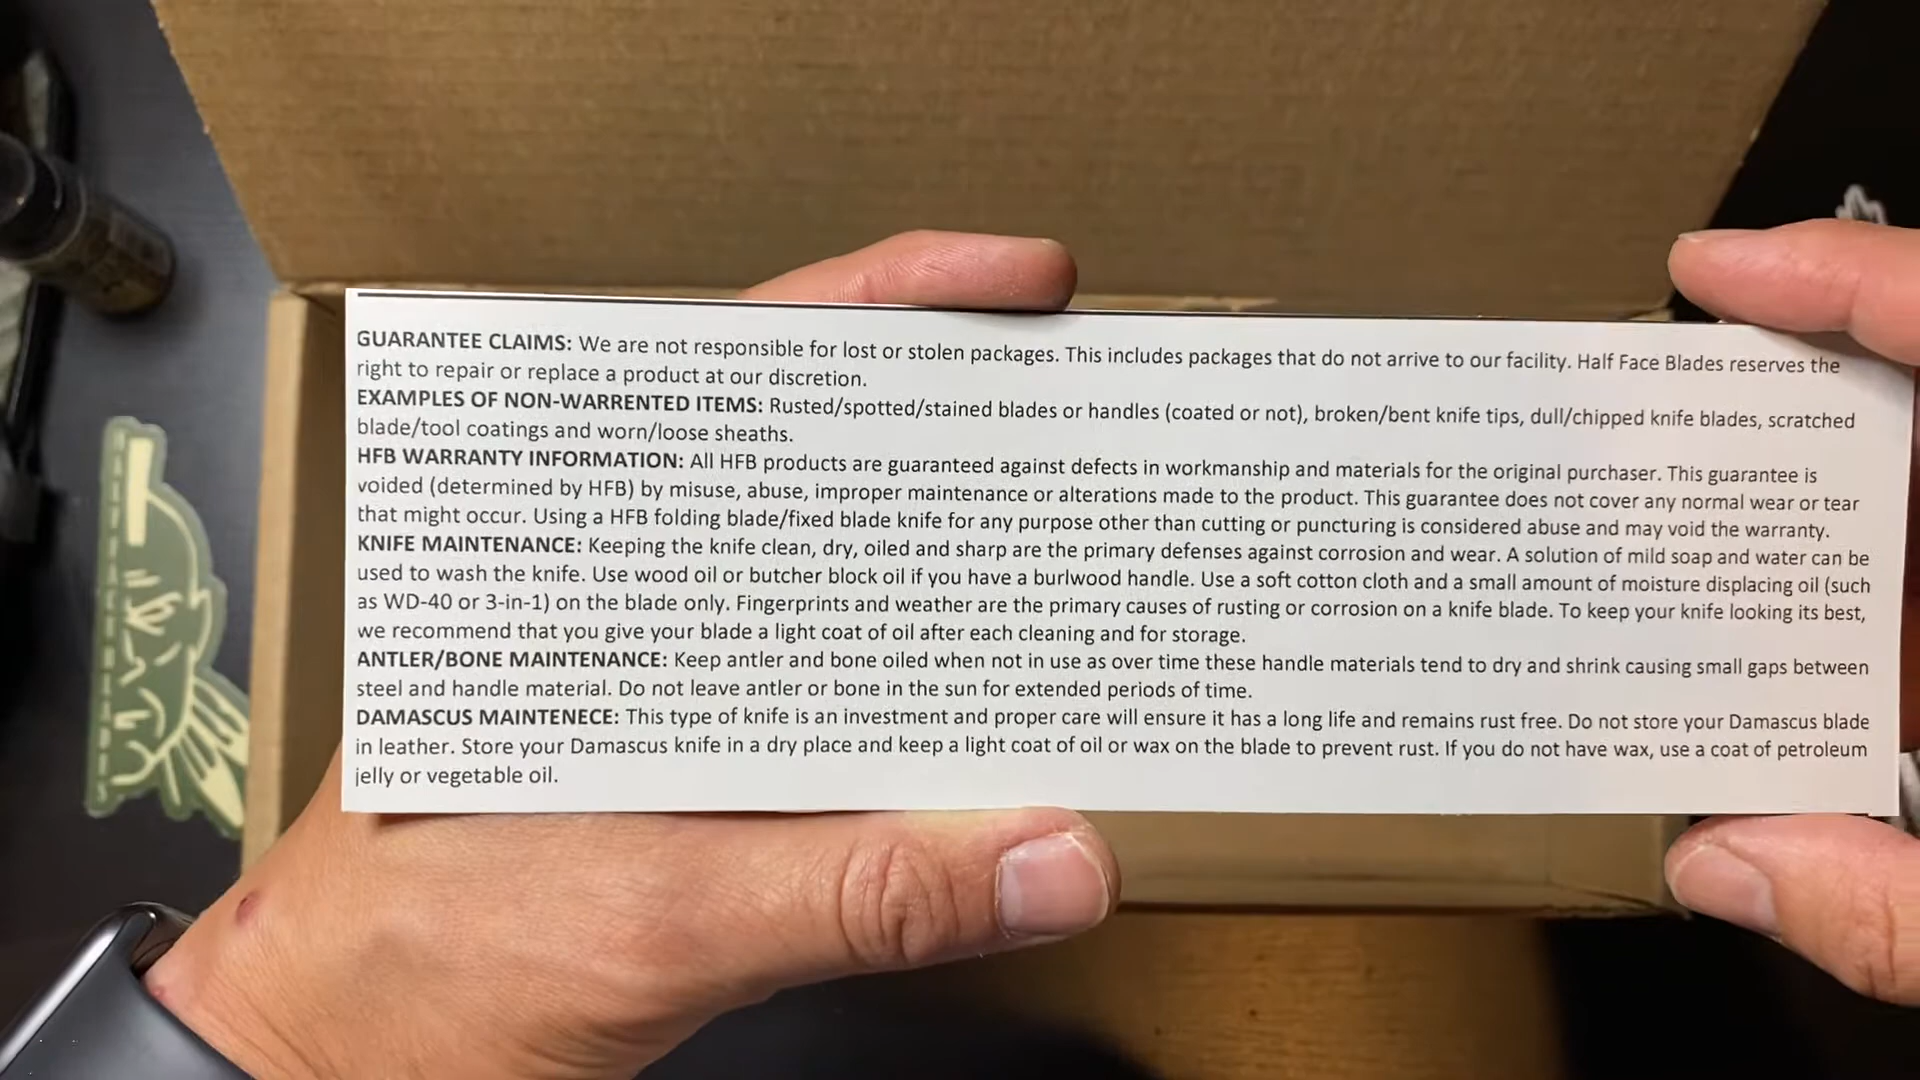 GUARANTEE CLAIMS: We are not responsible for lost or stolen packages. This includes packages that do not arrive to our facility. Half Face Blades reserves the
right to repair or replace a product at our discretion.
EXAMPLES OF NON-WARRENTED ITEMS: Rusted/spotted/stained blades or handles (coated or not), broken/bent knife tips, dull/chipped knife blades, scratched
blade/tool coatings and worn/loose sheaths.
HFB WARRANTY INFORMATION: All HFB products are guaranteed against defects in workmanship and materials for the original purchaser. This guarantee is
voided (determined by HFB) by misuse, abuse, improper maintenance or alterations made to the product. This guarantee does not cover any normal wear or tear
that might occur. Using a HFB folding blade/fixed blade knife for any purpose other than cutting or puncturing is considered abuse and may void the warranty.
KNIFE MAINTENANCE: Keeping the knife clean, dry, oiled and sharp are the primary defenses against corrosion and wear. A solution of mild soap and water can be
used to wash the knife. Use wood oil or butcher block oil if you have a burlwood handle. Use a soft cotton cloth and a small amount of moisture displacing oil (such
as WD-40 or 3-in-1) on the blade only. Fingerprints and weather are the primary causes of rusting or corrosion on a knife blade. To keep your knife looking its best,
we recommend that you give your blade a light coat of oil after each cleaning and for storage.
ANTLER/BONE MAINTENANCE: Keep antler and bone oiled when not in use as over time these handle materials tend to dry and shrink causing small gaps between
steel and handle material. Do not leave antler or bone in the sun for extended periods of time.
DAMASCUS MAINTENECE: This type of knife is an investment and proper care will ensure it has a long life and remains rust free. Do not store your Damascus blade
in leather. Store your Damascus knife in a dry place and keep a light coat of oil or wax on the blade to prevent rust. If you do not have wax, use a coat of petroleum
jelly or vegetable oil.